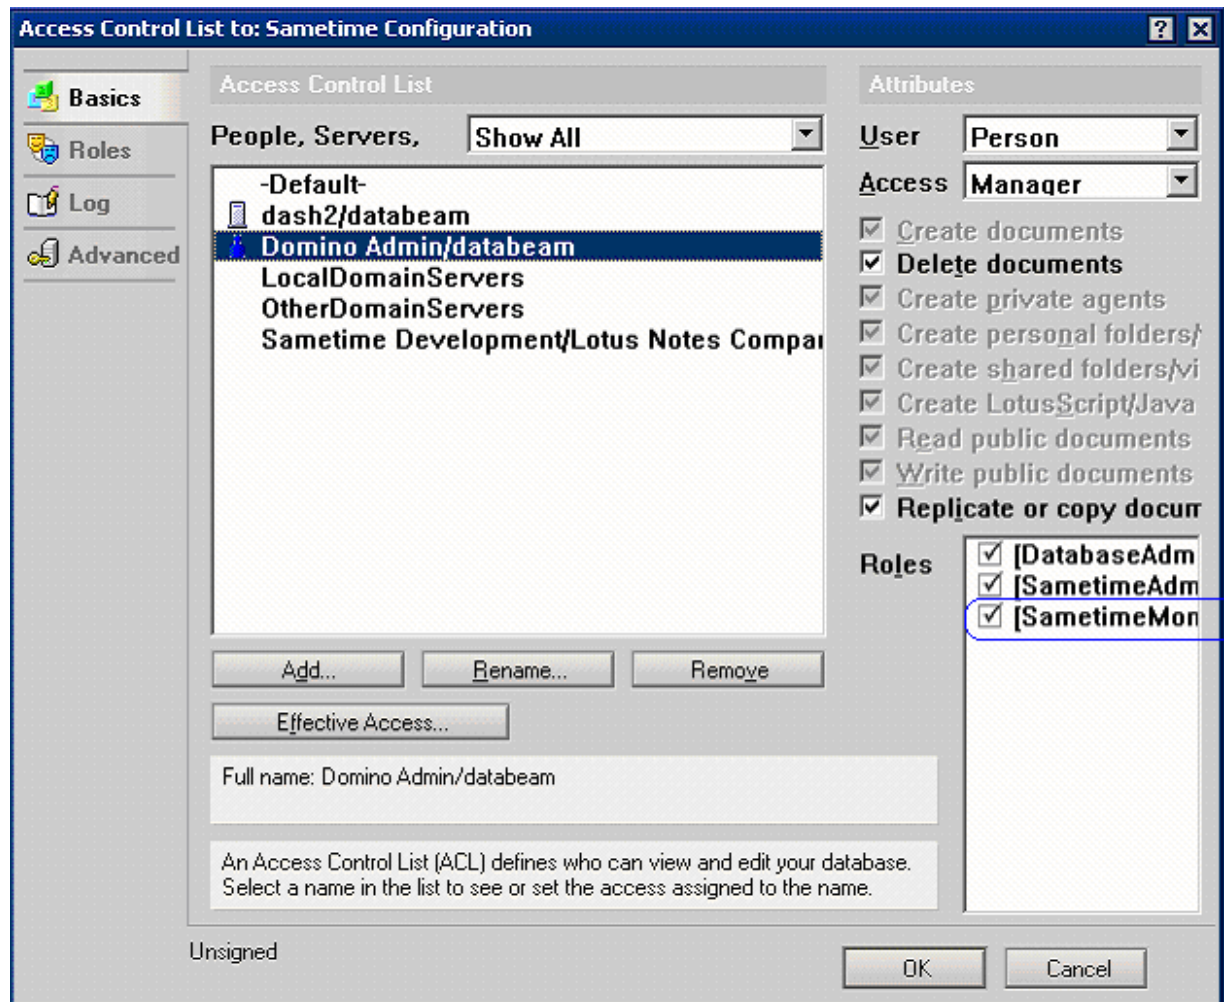 Access Control List to: Sametime Configuration
Basics
Roles
Log
Advanced
Access Control List
People, Servers,
Show All
-Default-
dash2/databeam
Domino Admin/databeam
LocalDomainServers
OtherDomainServers
Sametime Development/Lotus Notes Compai
Add...
Rename...
Remove
Effective Access...
Full name: Domino Admin/databeam
An Access Control List (ACL) defines who can view and edit your database.
Select a name in the list to see or set the access assigned to the name.
Attributes
User
Person
Access
Manager
Create documents
Delete documents
Create private agents
Create personal folders/
Create shared folders/vi
Create LotusScript/Java
Read public documents
Write public documents
Replicate or copy docum
Roles
[DatabaseAdm
[SametimeAdm
[SametimeMon
Unsigned
OK
Cancel